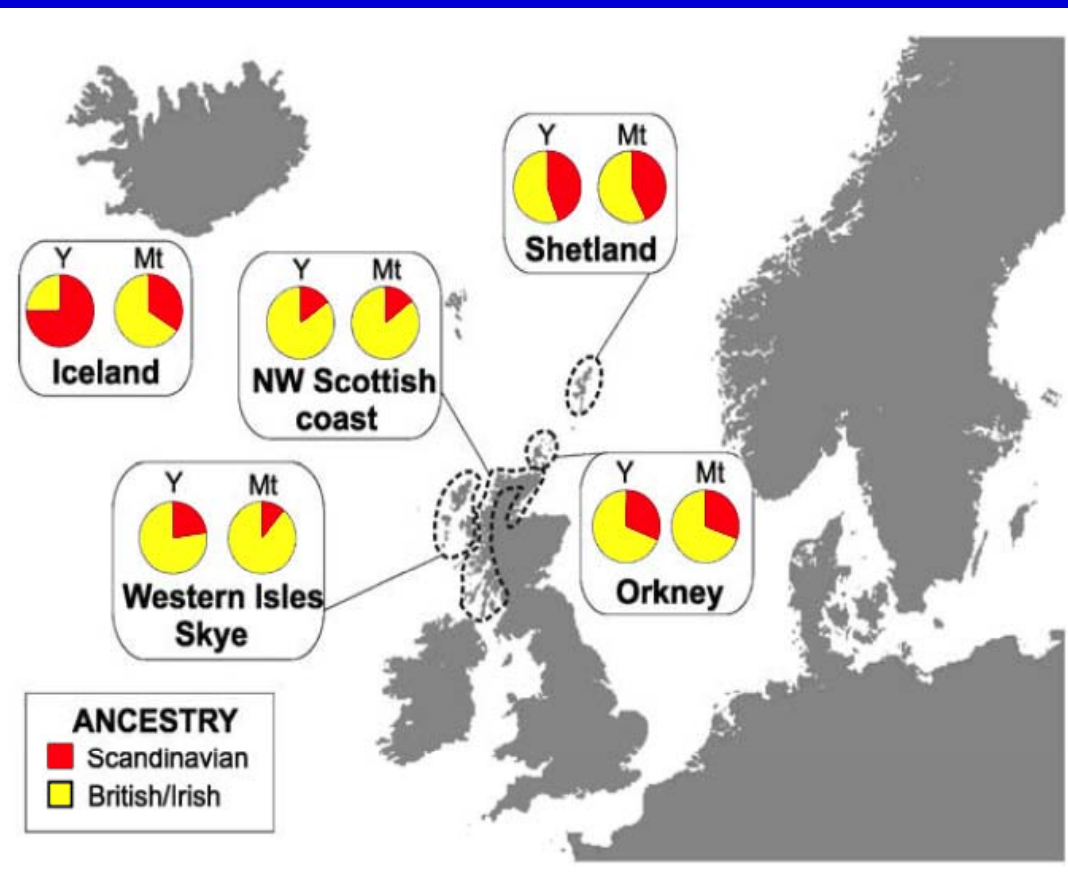 Y Mt
Shetland
Y Mt
Iceland
Y Mt
NW Scottish
coast
Y Mt
Western Isles
Skye
Y Mt
Orkney
ANCESTRY
Scandinavian
British/Irish